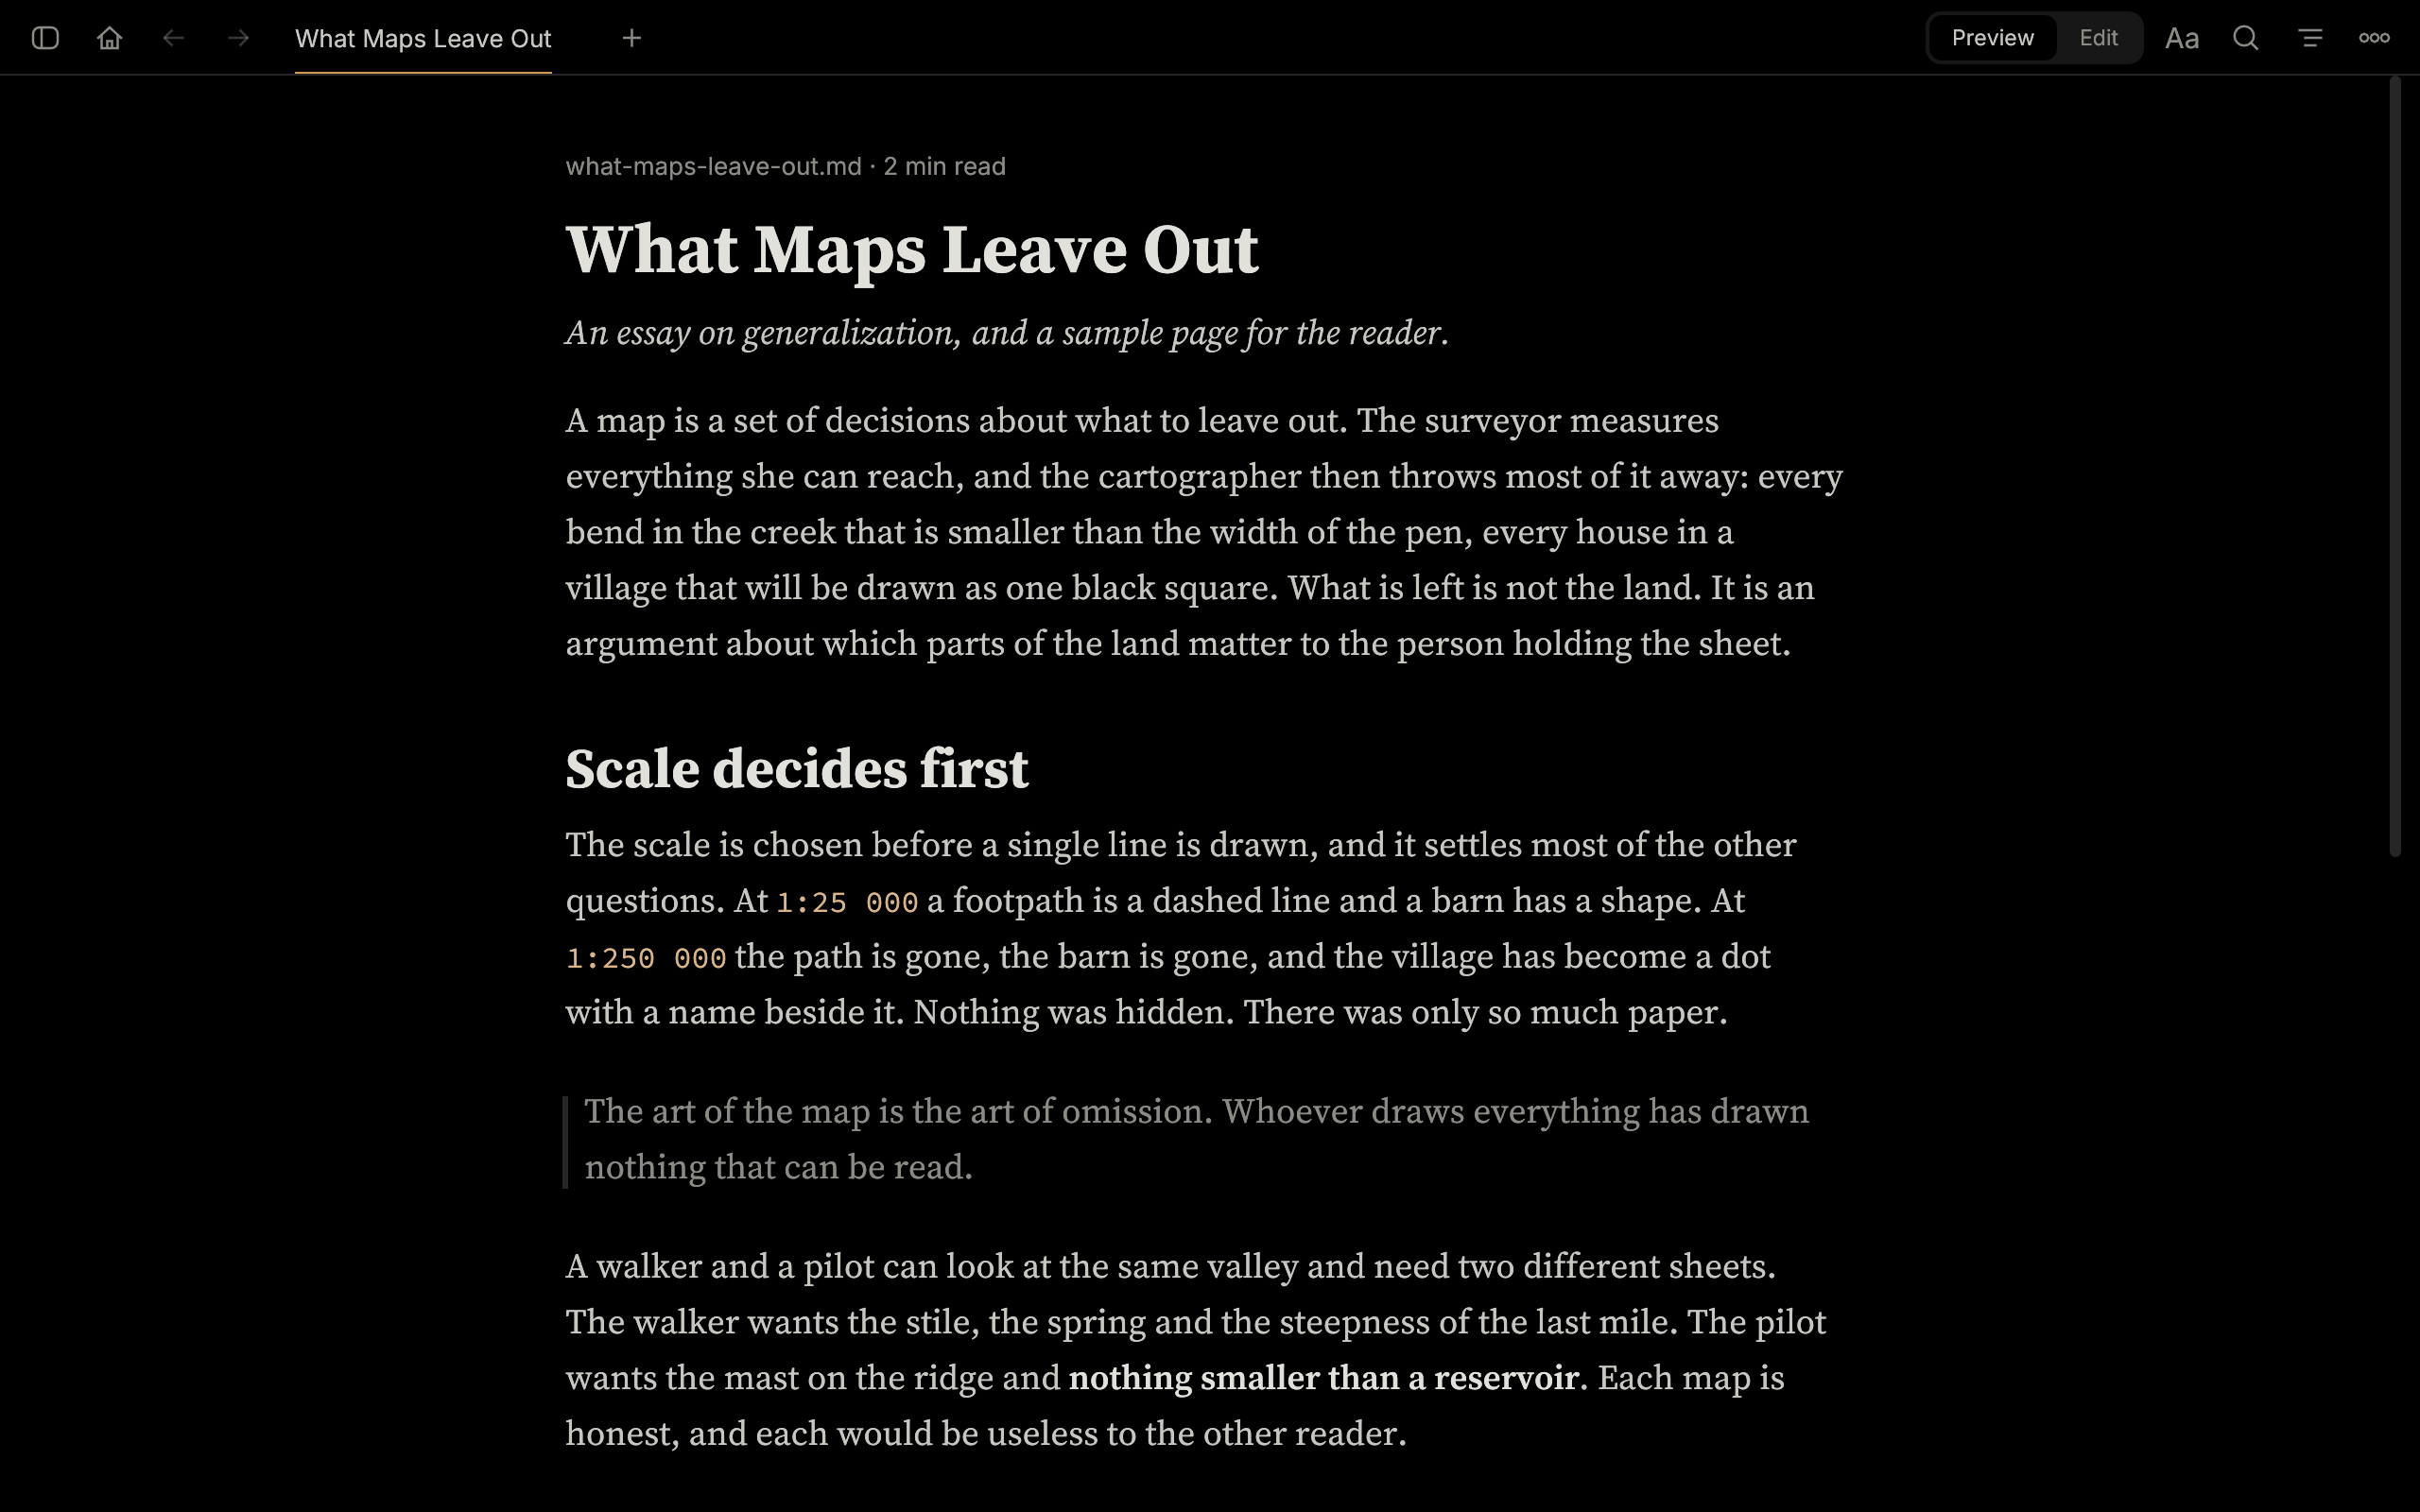 What Maps Leave Out
Preview
Edit
Aa
what-maps-leave-out.md · 2 min read
What Maps Leave Out
An essay on generalization, and a sample page for the reader.
A map is a set of decisions about what to leave out. The surveyor measures
everything she can reach, and the cartographer then throws most of it away: every
bend in the creek that is smaller than the width of the pen, every house in a
village that will be drawn as one black square. What is left is not the land. It is an
argument about which parts of the land matter to the person holding the sheet.
Scale decides first
The scale is chosen before a single line is drawn, and it settles most of the other
questions. At 1:25 000 a footpath is a dashed line and a barn has a shape. At
1:250 000 the path is gone, the barn is gone, and the village has become a dot
with a name beside it. Nothing was hidden. There was only so much paper.
The art of the map is the art of omission. Whoever draws everything has drawn
nothing that can be read.
A walker and a pilot can look at the same valley and need two different sheets.
The walker wants the stile, the spring and the steepness of the last mile. The pilot
wants the mast on the ridge and nothing smaller than a reservoir. Each map is
honest, and each would be useless to the other reader.